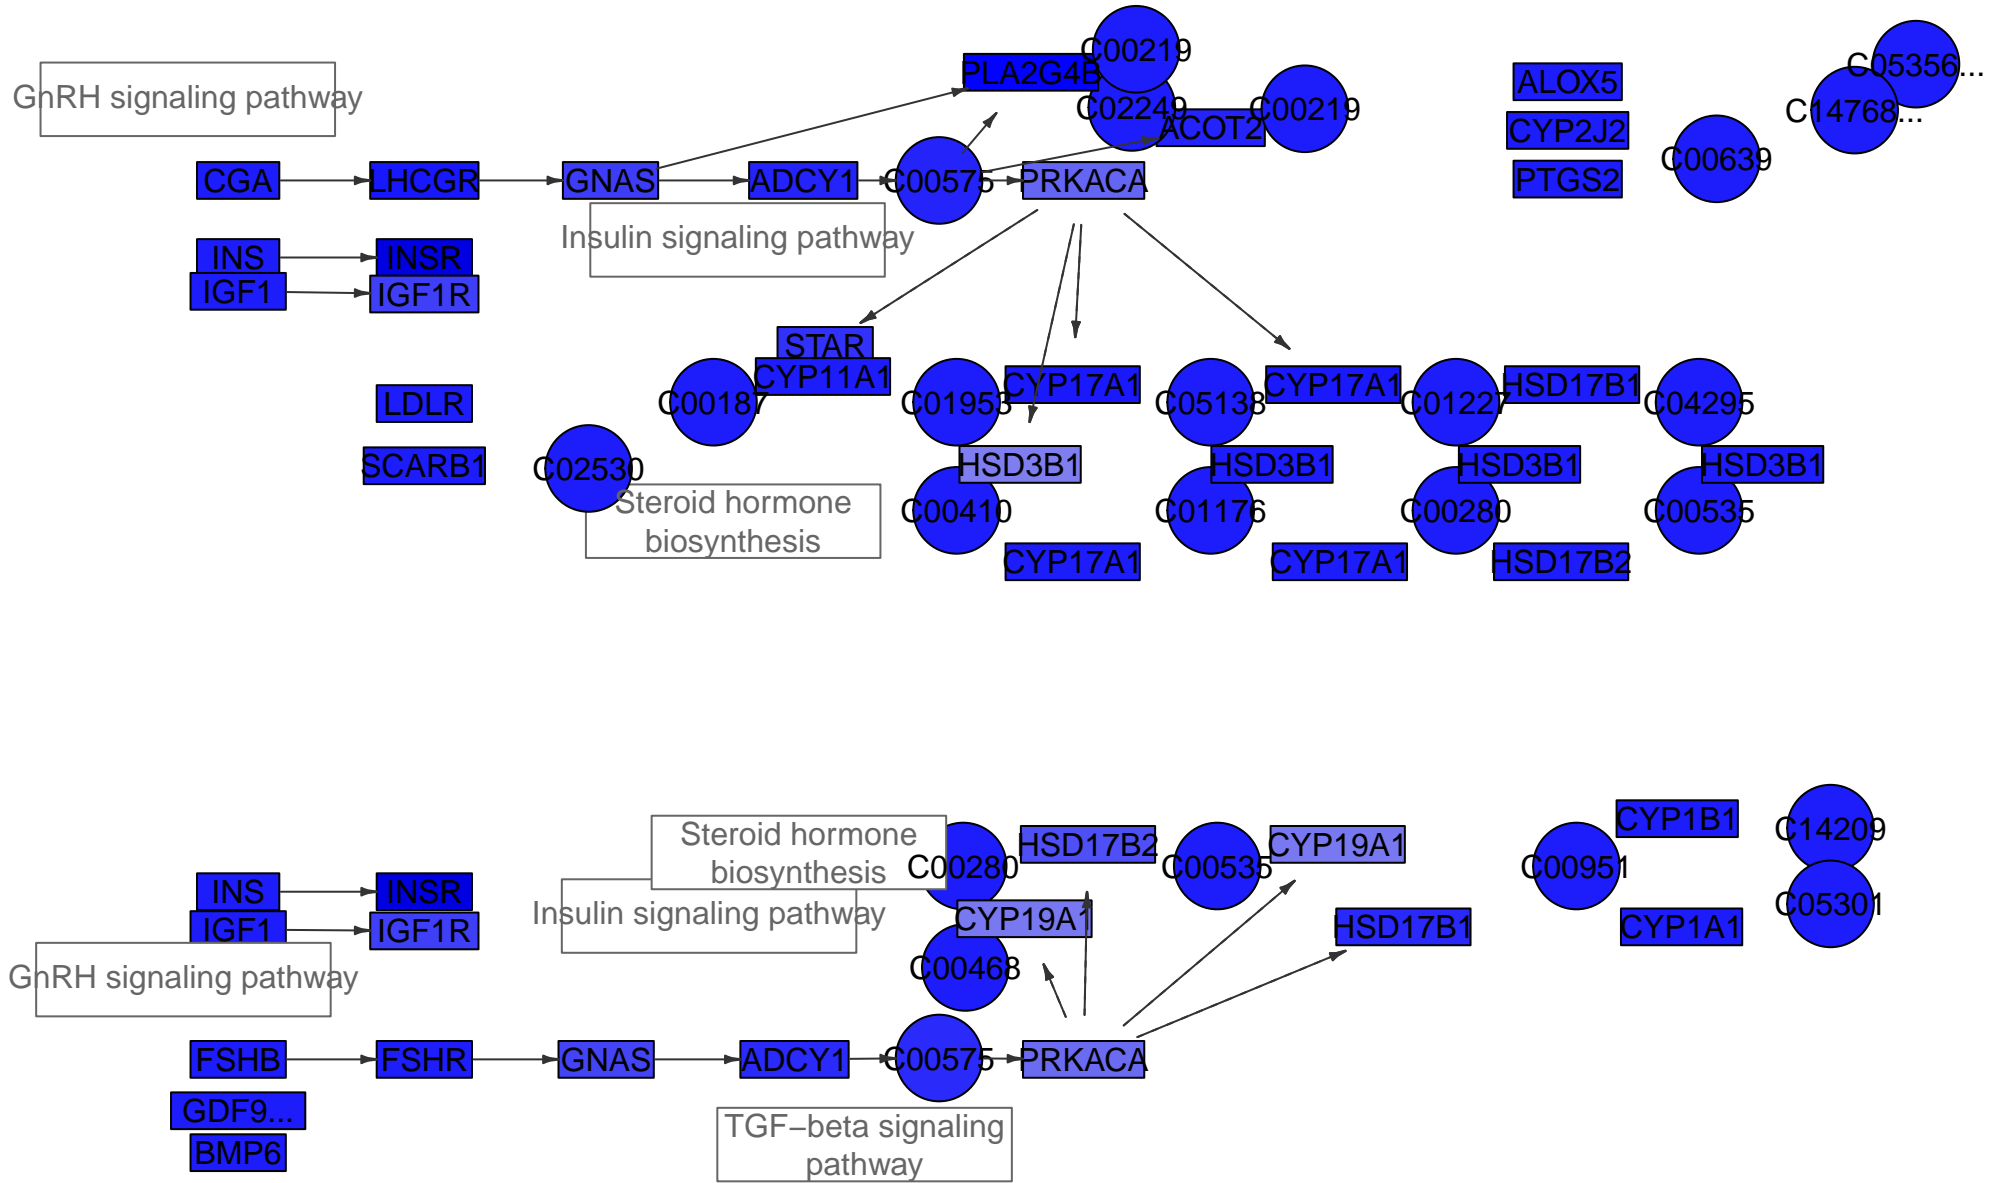 C00219
PLA2G4B
C05356...
ALOX5
GnRH signaling pathway
C02249
C00219
ACOT2
C14768...
CYP2J2
C00639
CGA
LHCGR
GNAS
ADCY1
C00575
PRKACA
PTGS2
Insulin signaling pathway
INS
INSR
IGF1
IGF1R
STAR
CYP11A1
CYP17A1
CYP17A1
HSD17B1
LDLR
C00187
C01953
C05138
C01227
C04295
SCARB1
C02530
HSD3B1
HSD3B1
HSD3B1
HSD3B1
Steroid hormone
biosynthesis
C00410
C01176
C00280
C00535
CYP17A1
CYP17A1
HSD17B2
Steroid hormone
biosynthesis
C00280
HSD17B2
C00535
CYP19A1
C00951
CYP1B1
C14209
INS
INSR
Insulin signaling pathway
CYP19A1
HSD17B1
CYP1A1
C05301
IGF1
IGF1R
GnRH signaling pathway
C00468
FSHB
FSHR
GNAS
ADCY1
C00575
PRKACA
GDF9...
BMP6
TGF−beta signaling
pathway